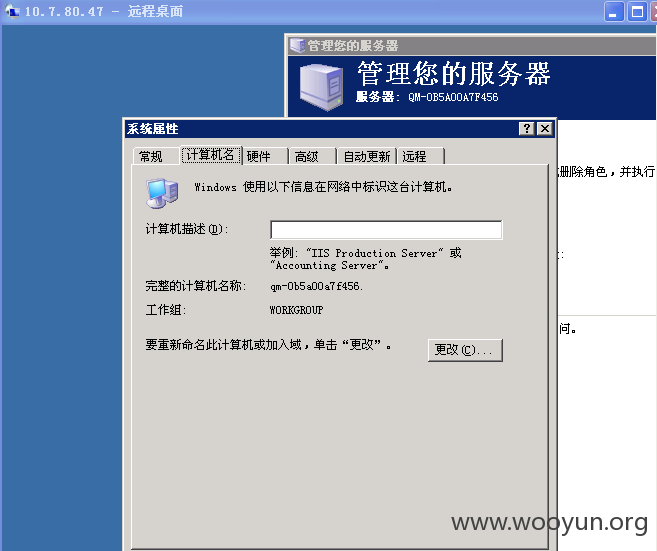 10.7.80.47 - 远程桌面
管理您的服务器
管理您的服务器
服务器: QM-0B5A00A7F456
系统属性
常规 计算机名 硬件 高级 自动更新 远程
删除角色，并执行
Windows 使用以下信息在网络中标识这台计算机。
计算机描述(D):
举例: "IIS Production Server" 或
"Accounting Server"。
完整的计算机名称: qm-0b5a00a7f456.
工作组: WORKGROUP
问。
要重新命名此计算机或加入域，单击“更改”。
更改(C)...
www.wooyun.org